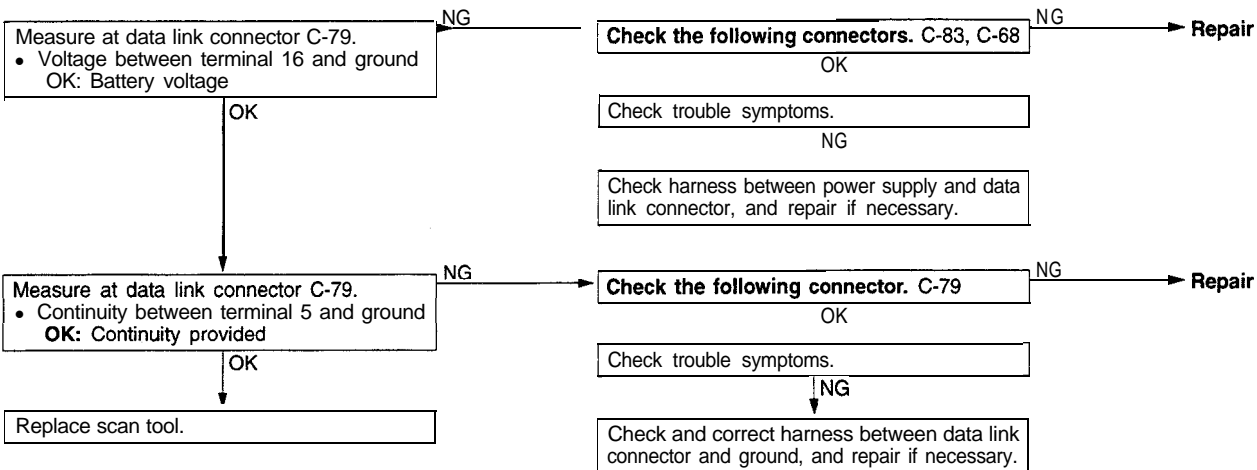 NG
Measure at data link connector C-79.
• Voltage between terminal 16 and ground
OK: Battery voltage
OK
Check the following connectors. C-83, C-68
NG
Repair
OK
Check trouble symptoms.
NG
Check harness between power supply and data
link connector, and repair if necessary.
Measure at data link connector C-79.
• Continuity between terminal 5 and ground
OK: Continuity provided
NG
OK
Check the following connector. C-79
NG
Repair
OK
Check trouble symptoms.
NG
Check and correct harness between data link
connector and ground, and repair if necessary.
Replace scan tool.